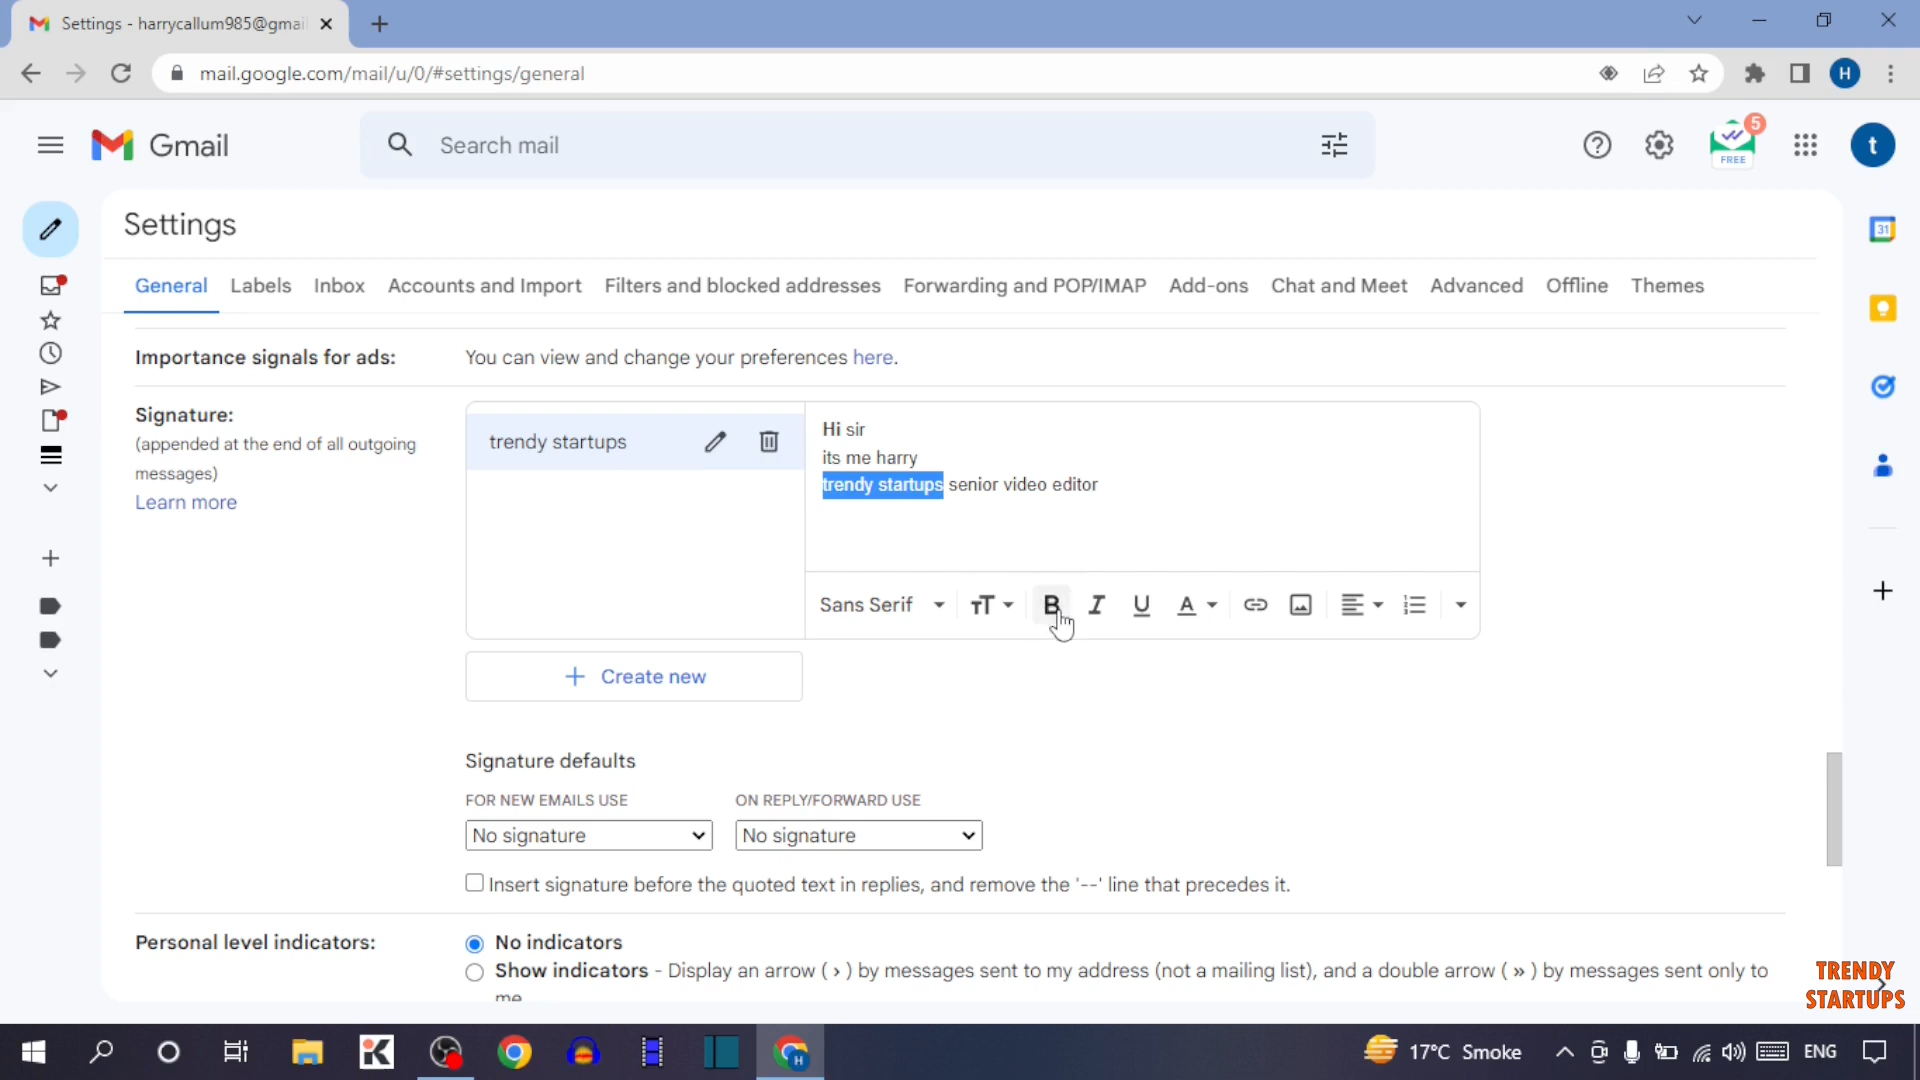 Settings - harrycallum985@gmai
mail.google.com/mail/u/0/#settings/general
H
Gmail
Search mail
5
FREE
t
Settings
31
General Labels Inbox Accounts and Import Filters and blocked addresses Forwarding and POP/IMAP Add-ons Chat and Meet Advanced Offline Themes
Importance signals for ads: You can view and change your preferences here.
Signature:
(appended at the end of all outgoing
messages)
Learn more
trendy startups
Hi sir
its me harry
trendy startups senior video editor
Sans Serif
B I U A
Create new
Signature defaults
FOR NEW EMAILS USE ON REPLY/FORWARD USE
No signature No signature
Insert signature before the quoted text in replies, and remove the '--' line that precedes it.
Personal level indicators: No indicators
Show indicators - Display an arrow ( › ) by messages sent to my address (not a mailing list), and a double arrow ( » ) by messages sent only to
me
TRENDY
STARTUPS
17°C Smoke ENG